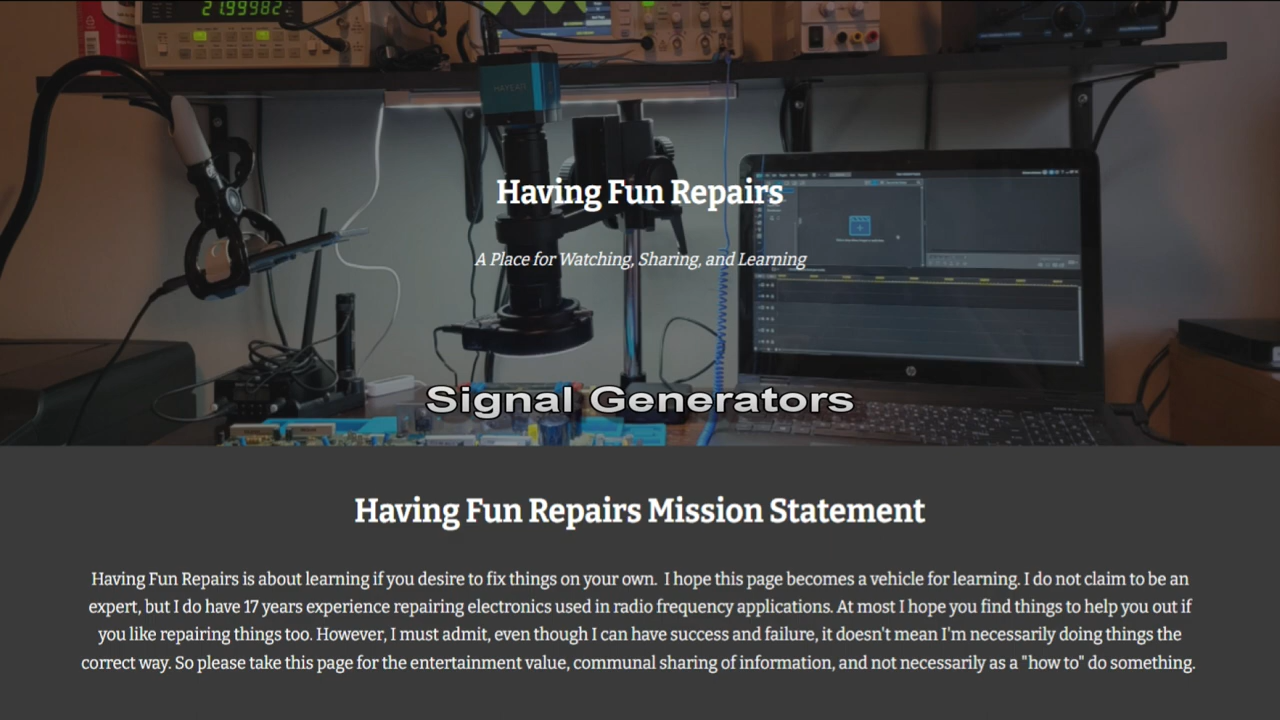 21.99982
HAYEAR
Having Fun Repairs
A Place for Watching, Sharing, and Learning
hp
Signal Generators
Having Fun Repairs Mission Statement
Having Fun Repairs is about learning if you desire to fix things on your own.  I hope this page becomes a vehicle for learning. I do not claim to be an
expert, but I do have 17 years experience repairing electronics used in radio frequency applications. At most I hope you find things to help you out if
you like repairing things too. However, I must admit, even though I can have success and failure, it doesn't mean I'm necessarily doing things the
correct way. So please take this page for the entertainment value, communal sharing of information, and not necessarily as a "how to" do something.